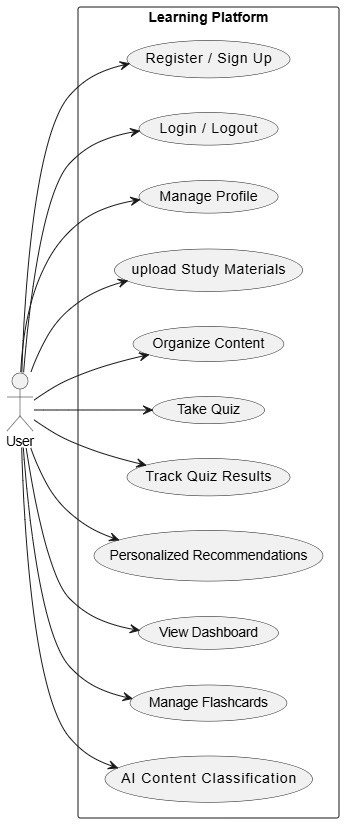 Learning Platform
Register / Sign Up
Login / Logout
Manage Profile
upload Study Materials
Organize Content
Take Quiz
User
Track Quiz Results
Personalized Recommendations
View Dashboard
Manage Flashcards
AI Content Classification